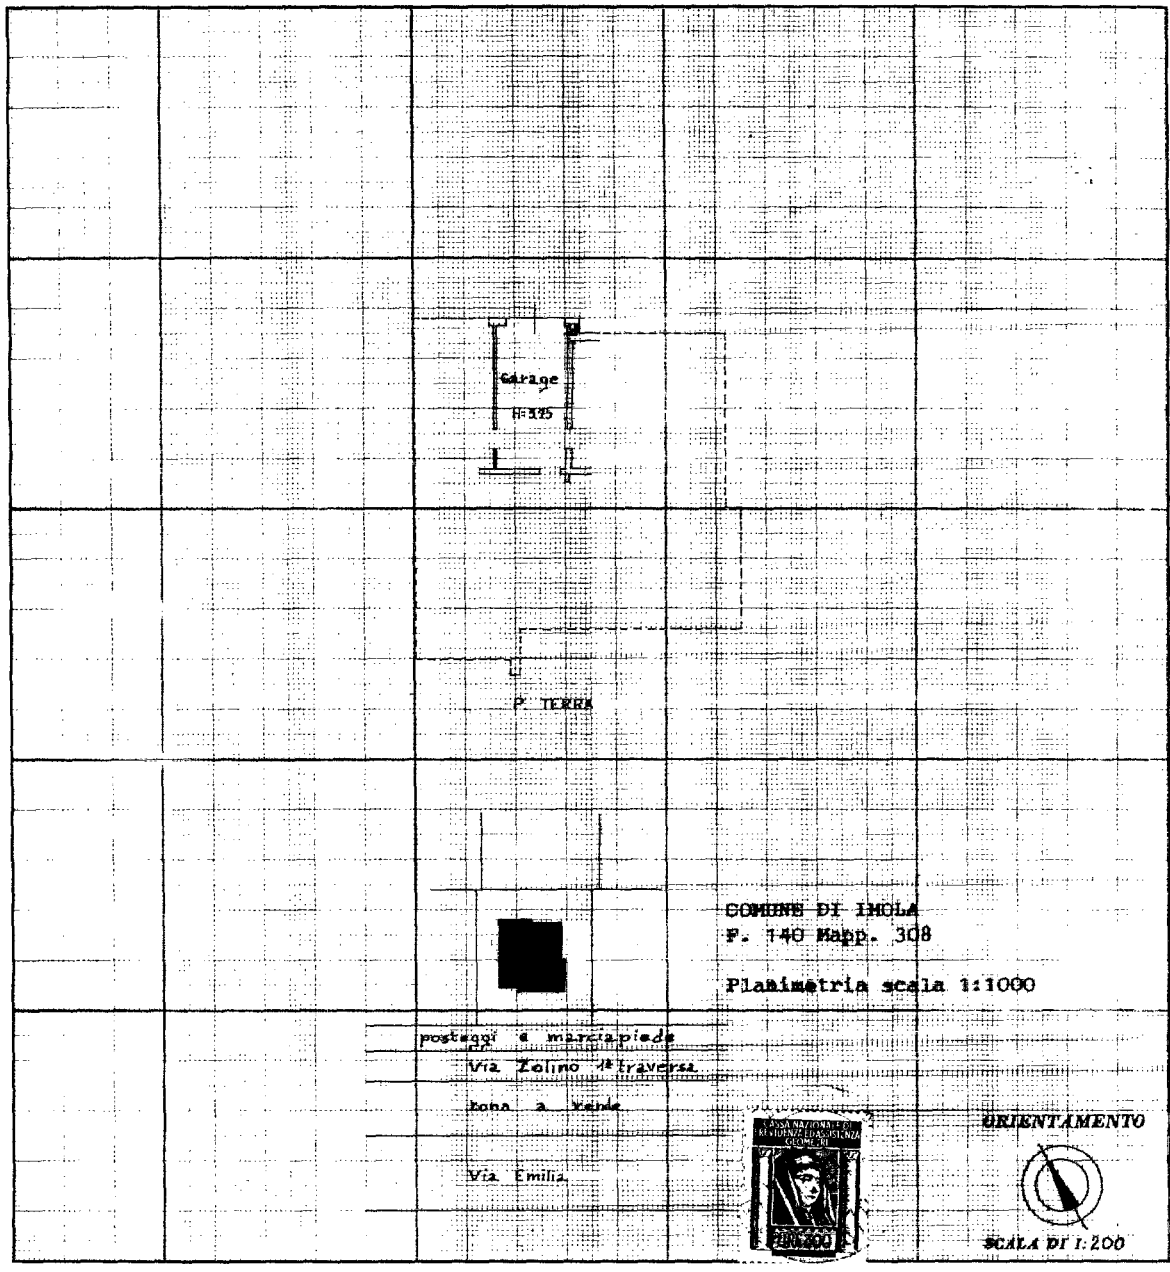 Garage
P. TERRA
COMUNE DI IMOLA
F. 140 Mapp. 308
Planimetria scala 1:1000
posteggi e marciapiede
Via Zolino 1ª traversa
zona a verde
Via Emilia
CASSA NAZIONALE DI
PREVIDENZA ED ASSISTENZA
GEOMETRI
ORIENTAMENTO
SCALA DI 1:200